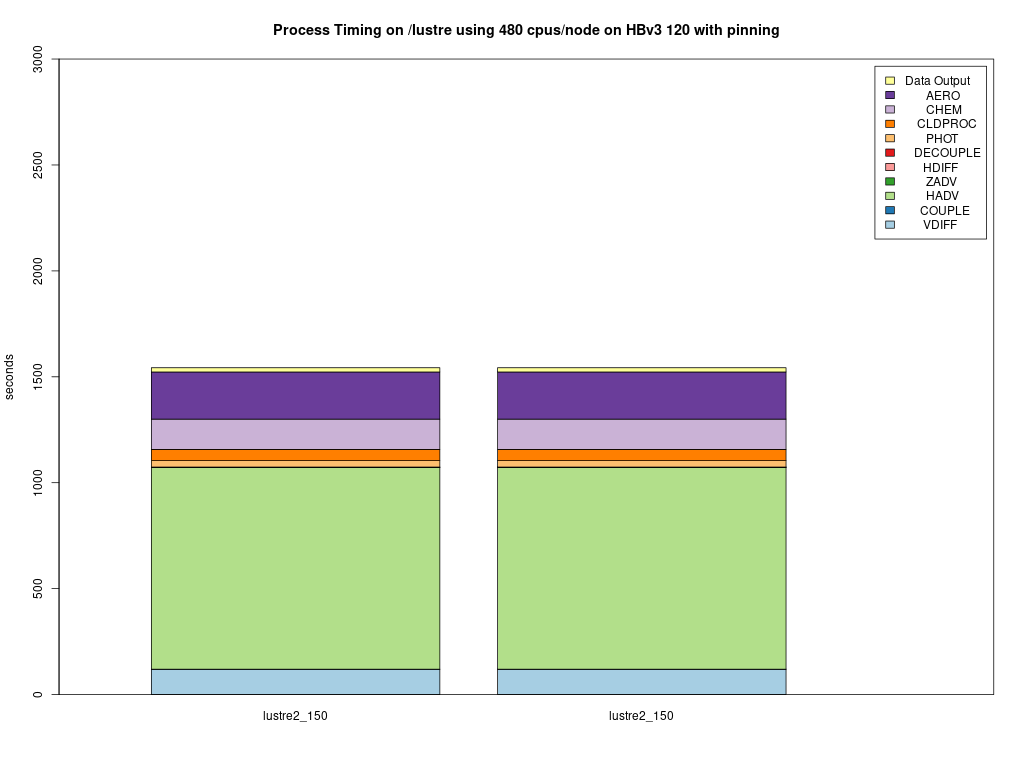 Process Timing on /lustre using 480 cpus/node on HBv3 120 with pinning
3000
2500
2000
1500
1000
500
0
seconds
Data Output
AERO
CHEM
CLDPROC
PHOT
DECOUPLE
HDIFF
ZADV
HADV
COUPLE
VDIFF
lustre2_150
lustre2_150